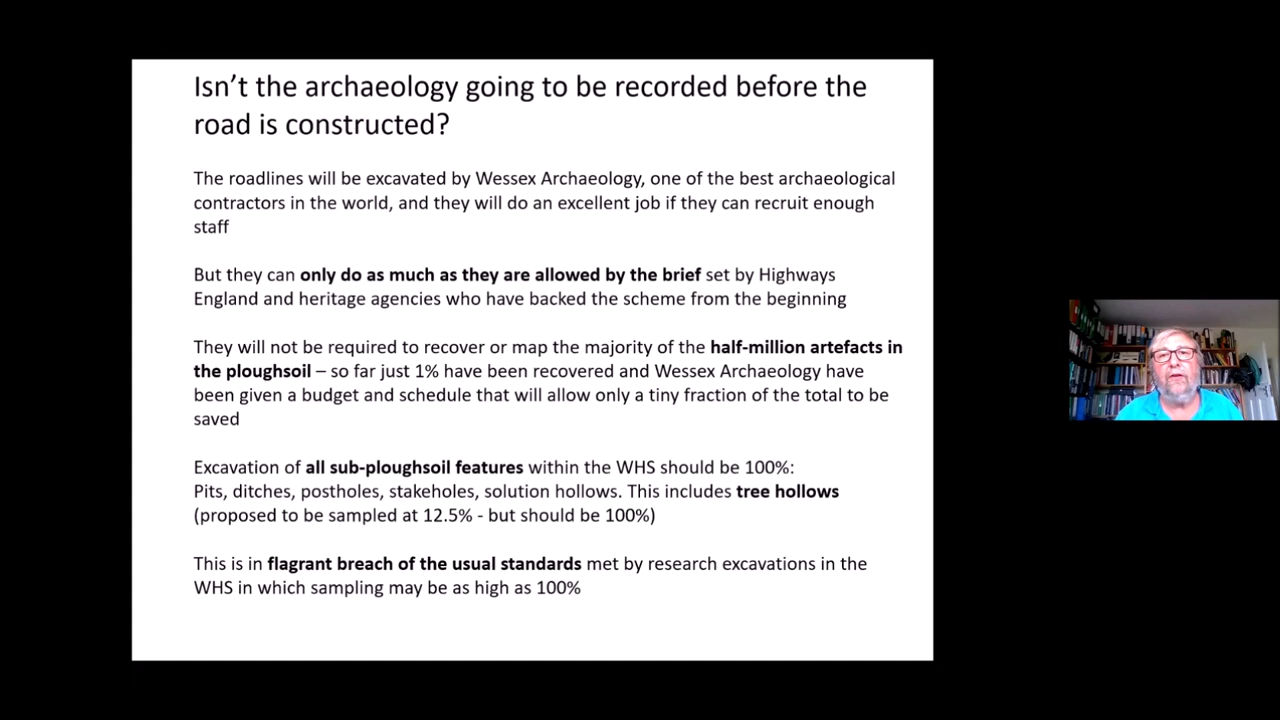 Isn’t the archaeology going to be recorded before the
road is constructed?
The roadlines will be excavated by Wessex Archaeology, one of the best archaeological
contractors in the world, and they will do an excellent job if they can recruit enough
staff
But they can only do as much as they are allowed by the brief set by Highways
England and heritage agencies who have backed the scheme from the beginning
They will not be required to recover or map the majority of the half-million artefacts in
the ploughsoil – so far just 1% have been recovered and Wessex Archaeology have
been given a budget and schedule that will allow only a tiny fraction of the total to be
saved
Excavation of all sub-ploughsoil features within the WHS should be 100%:
Pits, ditches, postholes, stakeholes, solution hollows. This includes tree hollows
(proposed to be sampled at 12.5% - but should be 100%)
This is in flagrant breach of the usual standards met by research excavations in the
WHS in which sampling may be as high as 100%